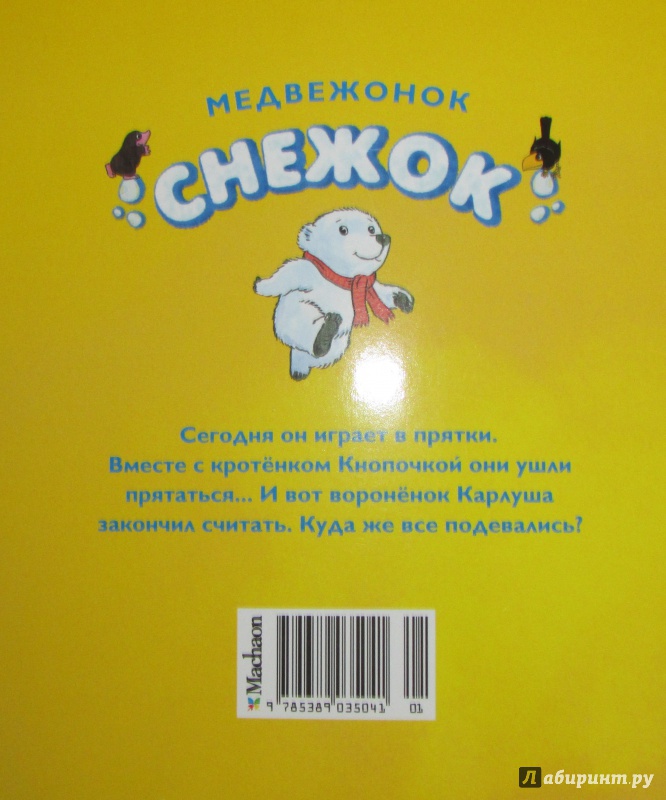 МЕДВЕЖОНОК
СНЕЖОК
Сегодня он играет в прятки.
Вместе с кротёнком Кнопочкой они ушли
прятаться... И вот воронёнок Карлуша
закончил считать. Куда же все подевались?
Machaon
9 785389 035041 01
Лабиринт.ру